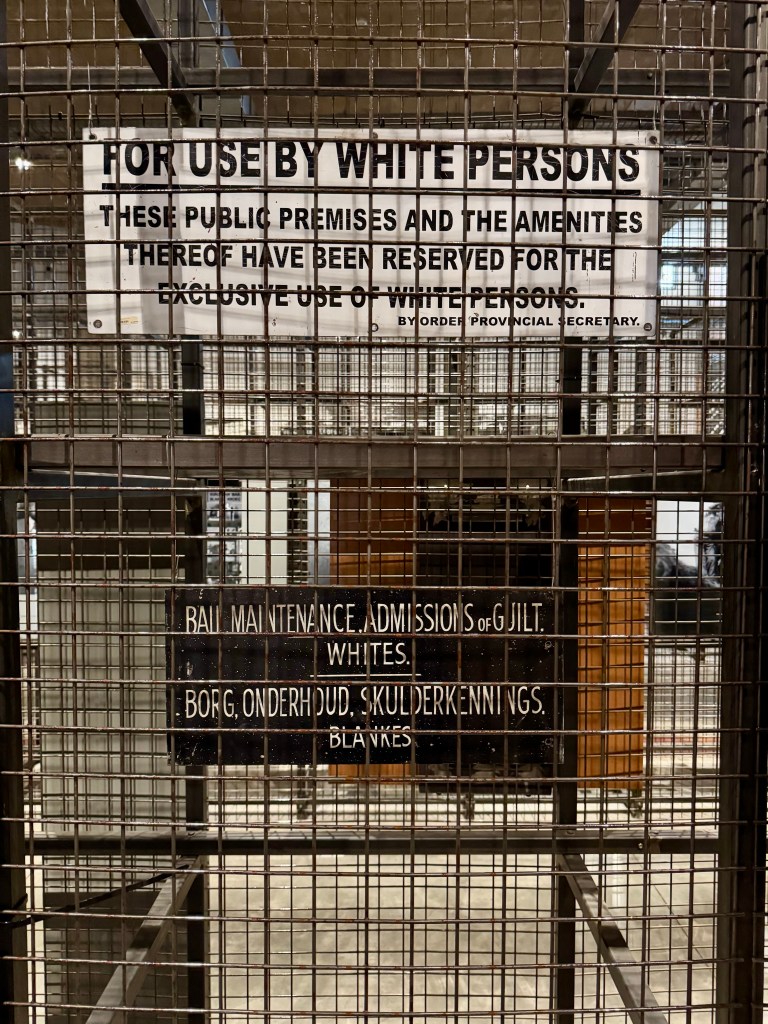 FOR USE BY WHITE PERSONS
THESE PUBLIC PREMISES AND THE AMENITIES
THEREOF HAVE BEEN RESERVED FOR THE
EXCLUSIVE USE OF WHITE PERSONS.
BY ORDER PROVINCIAL SECRETARY.
BAIL, MAINTENANCE, ADMISSIONS OF GUILT.
WHITES.
BORG, ONDERHOUD, SKULDERKENNINGS.
BLANKES.